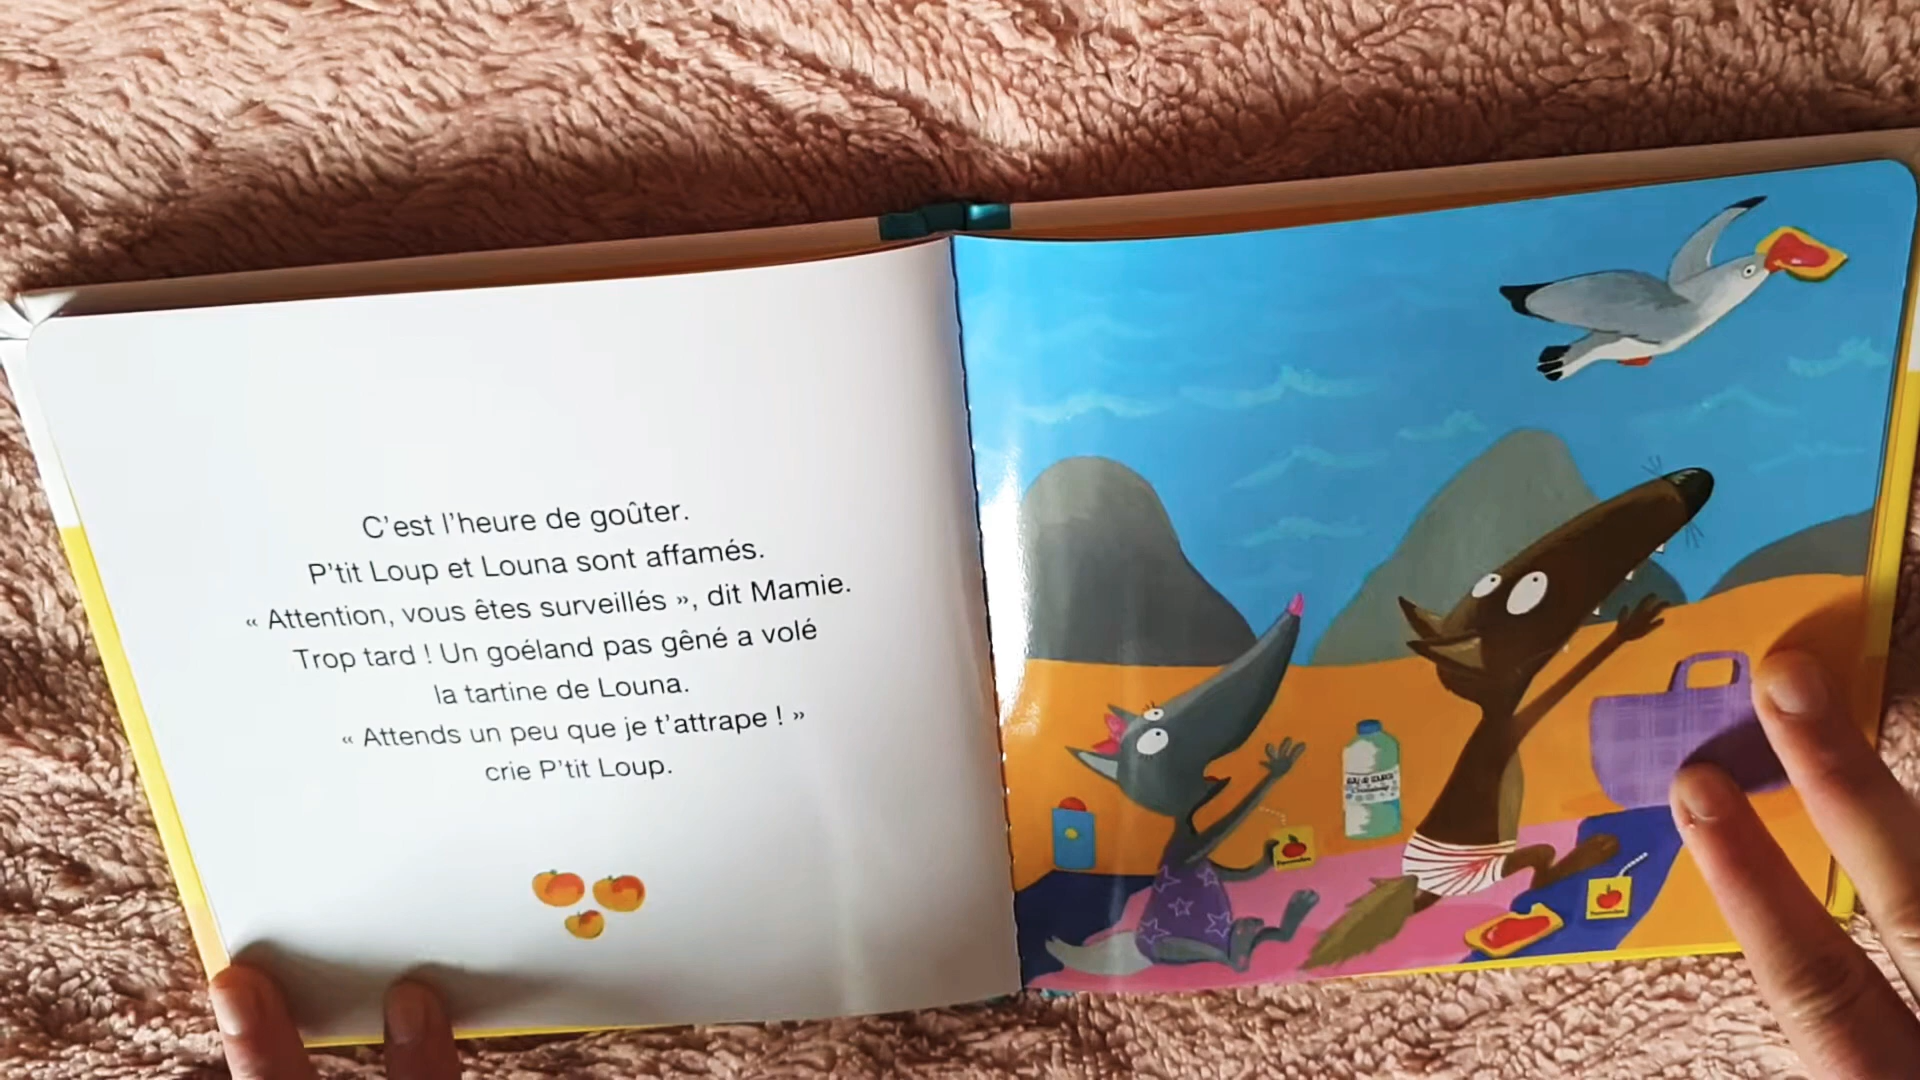 C'est l'heure de goûter.
P'tit Loup et Louna sont affamés.
« Attention, vous êtes surveillés », dit Mamie.
Trop tard ! Un goéland pas gêné a volé
la tartine de Louna.
« Attends un peu que je t'attrape ! »
crie P'tit Loup.